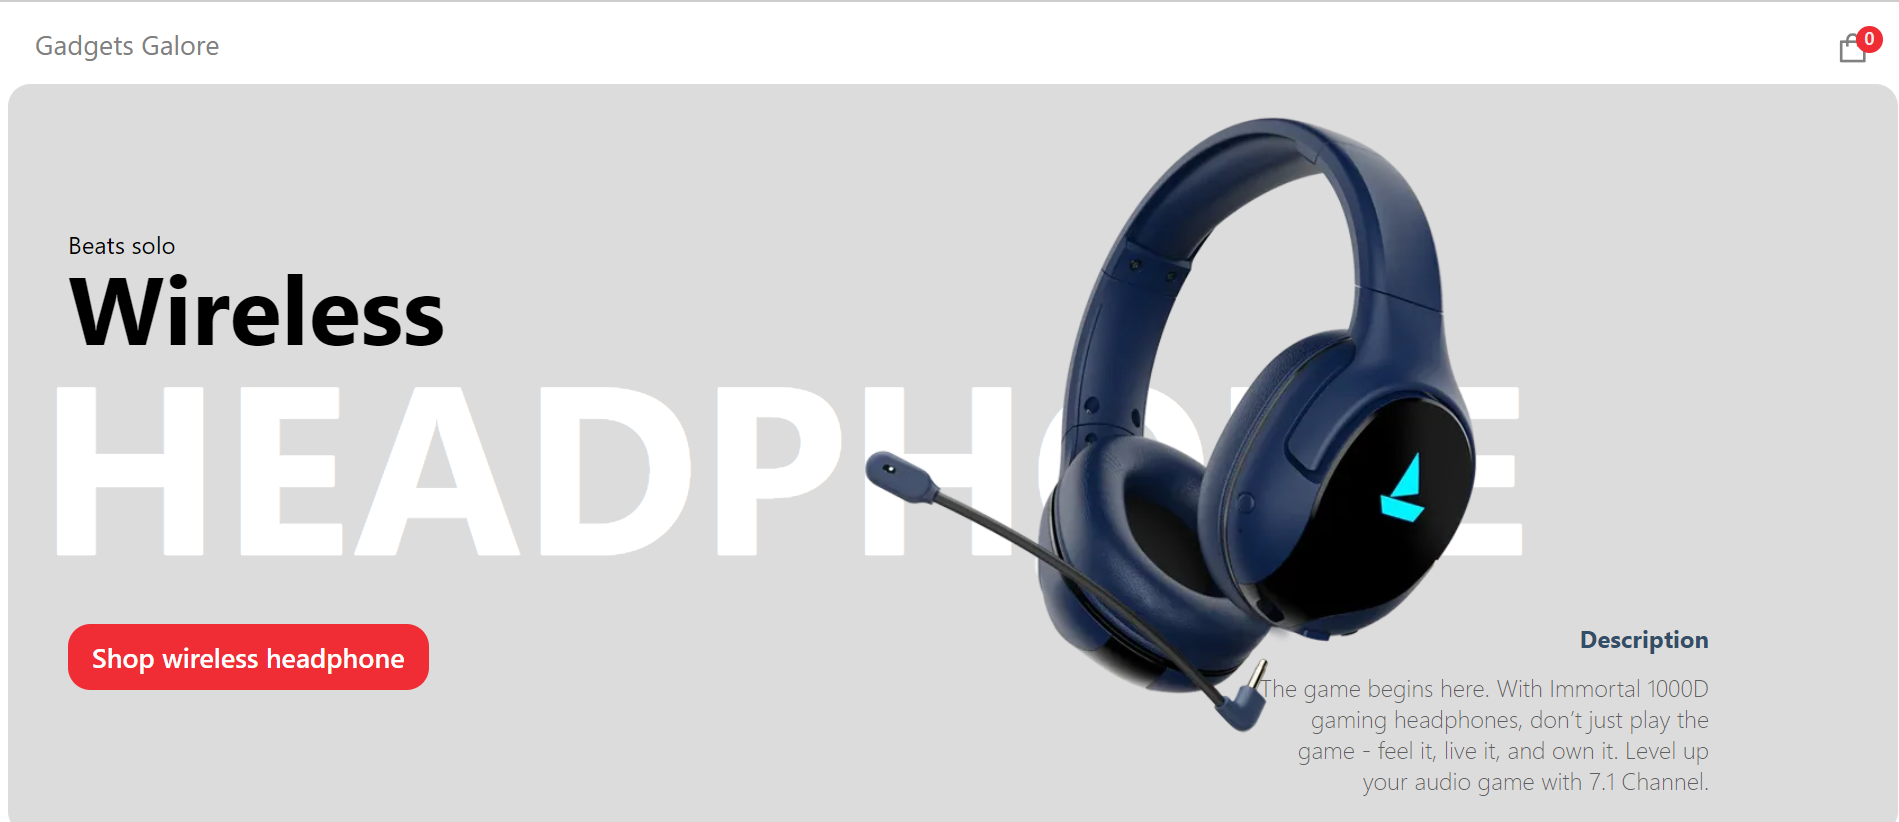 Gadgets Galore
0
Beats solo
Wireless
HEADPHONE
Shop wireless headphone
Description
The game begins here. With Immortal 1000D
gaming headphones, don’t just play the
game - feel it, live it, and own it. Level up
your audio game with 7.1 Channel.